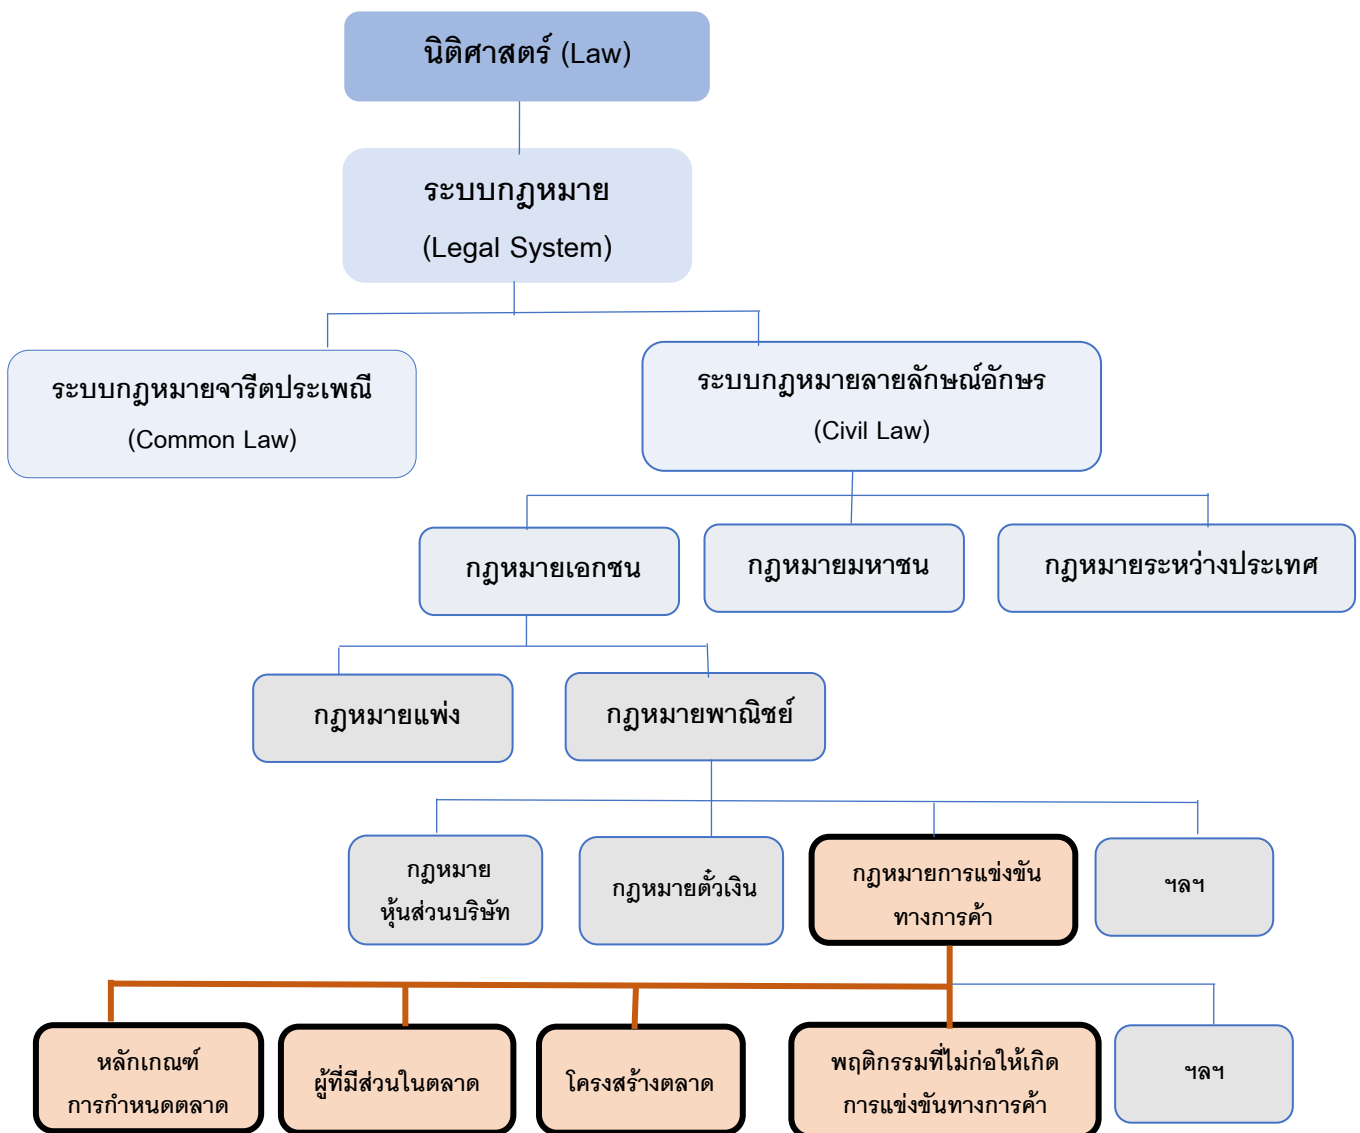 นิติศาสตร์ (Law)
ระบบกฎหมาย
(Legal System)
ระบบกฎหมายจารีตประเพณี
(Common Law)
ระบบกฎหมายลายลักษณ์อักษร
(Civil Law)
กฎหมายเอกชน
กฎหมายมหาชน
กฎหมายระหว่างประเทศ
กฎหมายแพ่ง
กฎหมายพาณิชย์
กฎหมาย
หุ้นส่วนบริษัท
กฎหมายตั๋วเงิน
กฎหมายการแข่งขัน
ทางการค้า
ฯลฯ
หลักเกณฑ์
การกำหนดตลาด
ผู้ที่มีส่วนในตลาด
โครงสร้างตลาด
พฤติกรรมที่ไม่ก่อให้เกิด
การแข่งขันทางการค้า
ฯลฯ